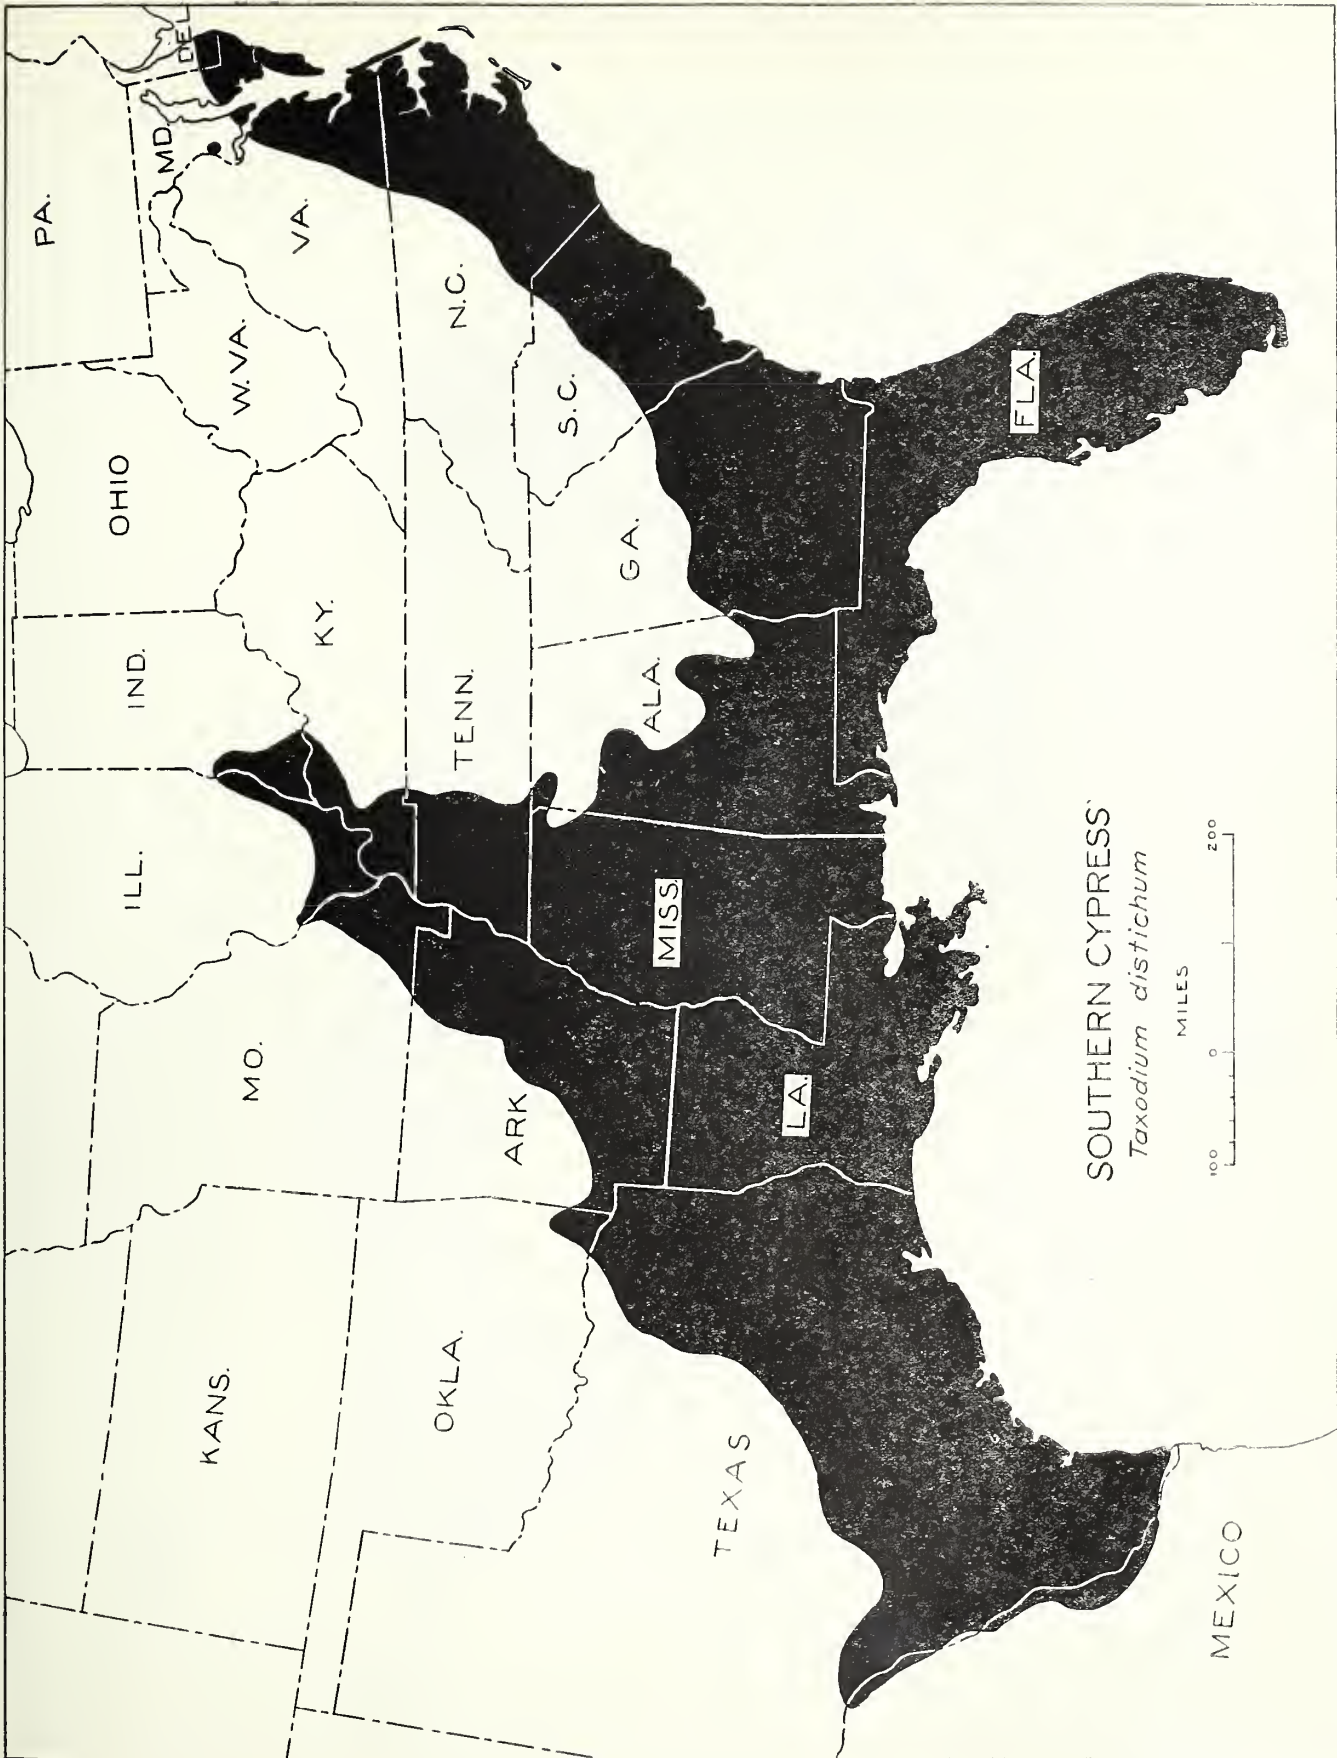 PA.
DEL
MD.
OHIO
W.VA.
VA.
IND.
ILL.
KY.
N.C.
MO.
TENN.
S.C.
KANS.
ARK
GA.
ALA.
OKLA.
MISS.
LA.
FLA.
TEXAS
MEXICO
SOUTHERN CYPRESS
Taxodium distichum
MILES
100 0 200